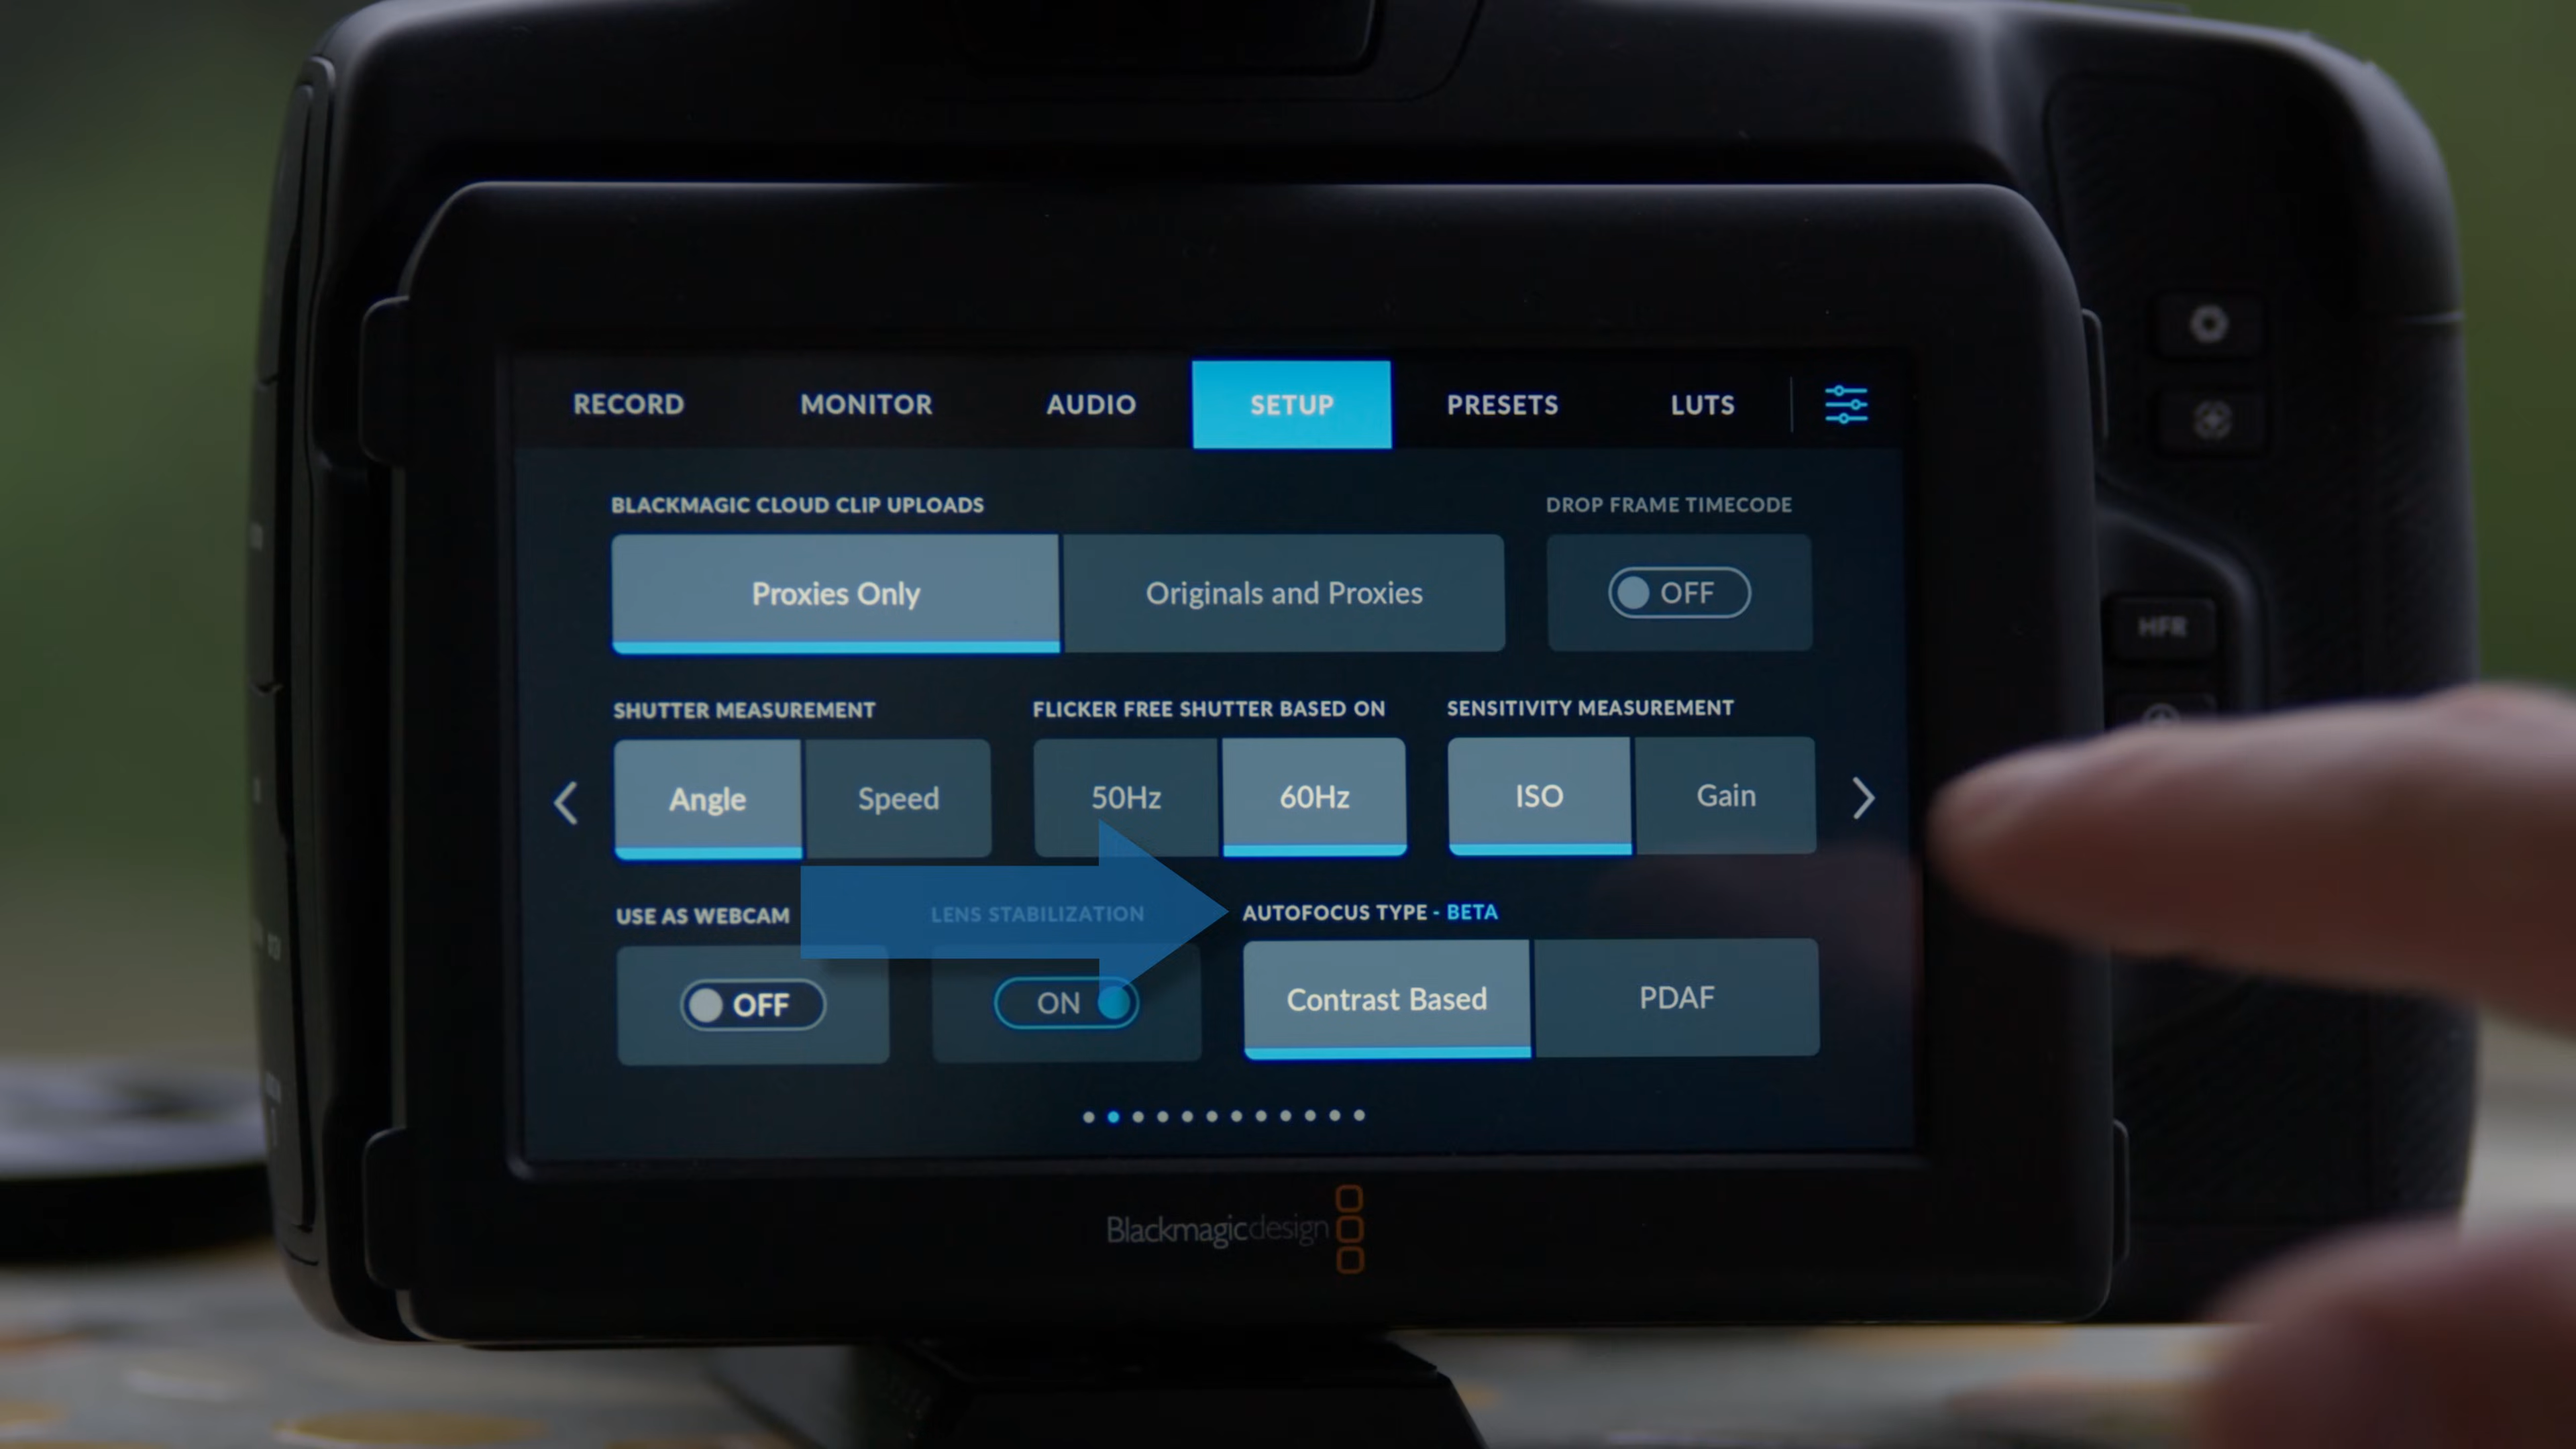 RECORD MONITOR AUDIO SETUP PRESETS LUTS
BLACKMAGIC CLOUD CLIP UPLOADS DROP FRAME TIMECODE
Proxies Only Originals and Proxies OFF
HFR
SHUTTER MEASUREMENT FLICKER FREE SHUTTER BASED ON SENSITIVITY MEASUREMENT
Angle Speed 50Hz 60Hz ISO Gain
USE AS WEBCAM LENS STABILIZATION AUTOFOCUS TYPE - BETA
OFF ON Contrast Based PDAF
Blackmagicdesign